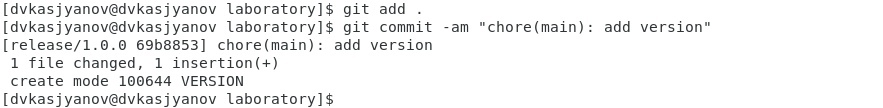 [dvkasjyanov@dvkasjyanov laboratory]$ git add .
[dvkasjyanov@dvkasjyanov laboratory]$ git commit -am "chore(main): add version"
[release/1.0.0 69b8853] chore(main): add version
 1 file changed, 1 insertion(+)
 create mode 100644 VERSION
[dvkasjyanov@dvkasjyanov laboratory]$